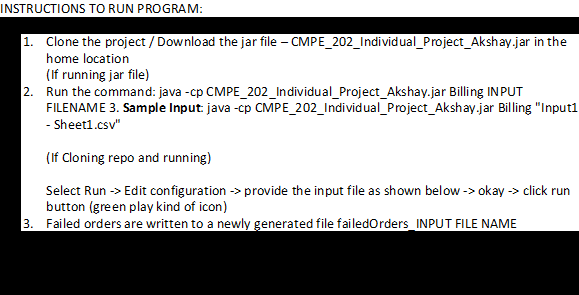 INSTRUCTIONS TO RUN PROGRAM:
1. Clone the project / Download the jar file – CMPE_202_Individual_Project_Akshay.jar in the
home location
(If running jar file)
2. Run the command: java -cp CMPE_202_Individual_Project_Akshay.jar Billing INPUT
FILENAME 3. Sample Input: java -cp CMPE_202_Individual_Project_Akshay.jar Billing "Input1
- Sheet1.csv"
(If Cloning repo and running)
Select Run -> Edit configuration -> provide the input file as shown below -> okay -> click run
button (green play kind of icon)
3. Failed orders are written to a newly generated file failedOrders_INPUT FILE NAME